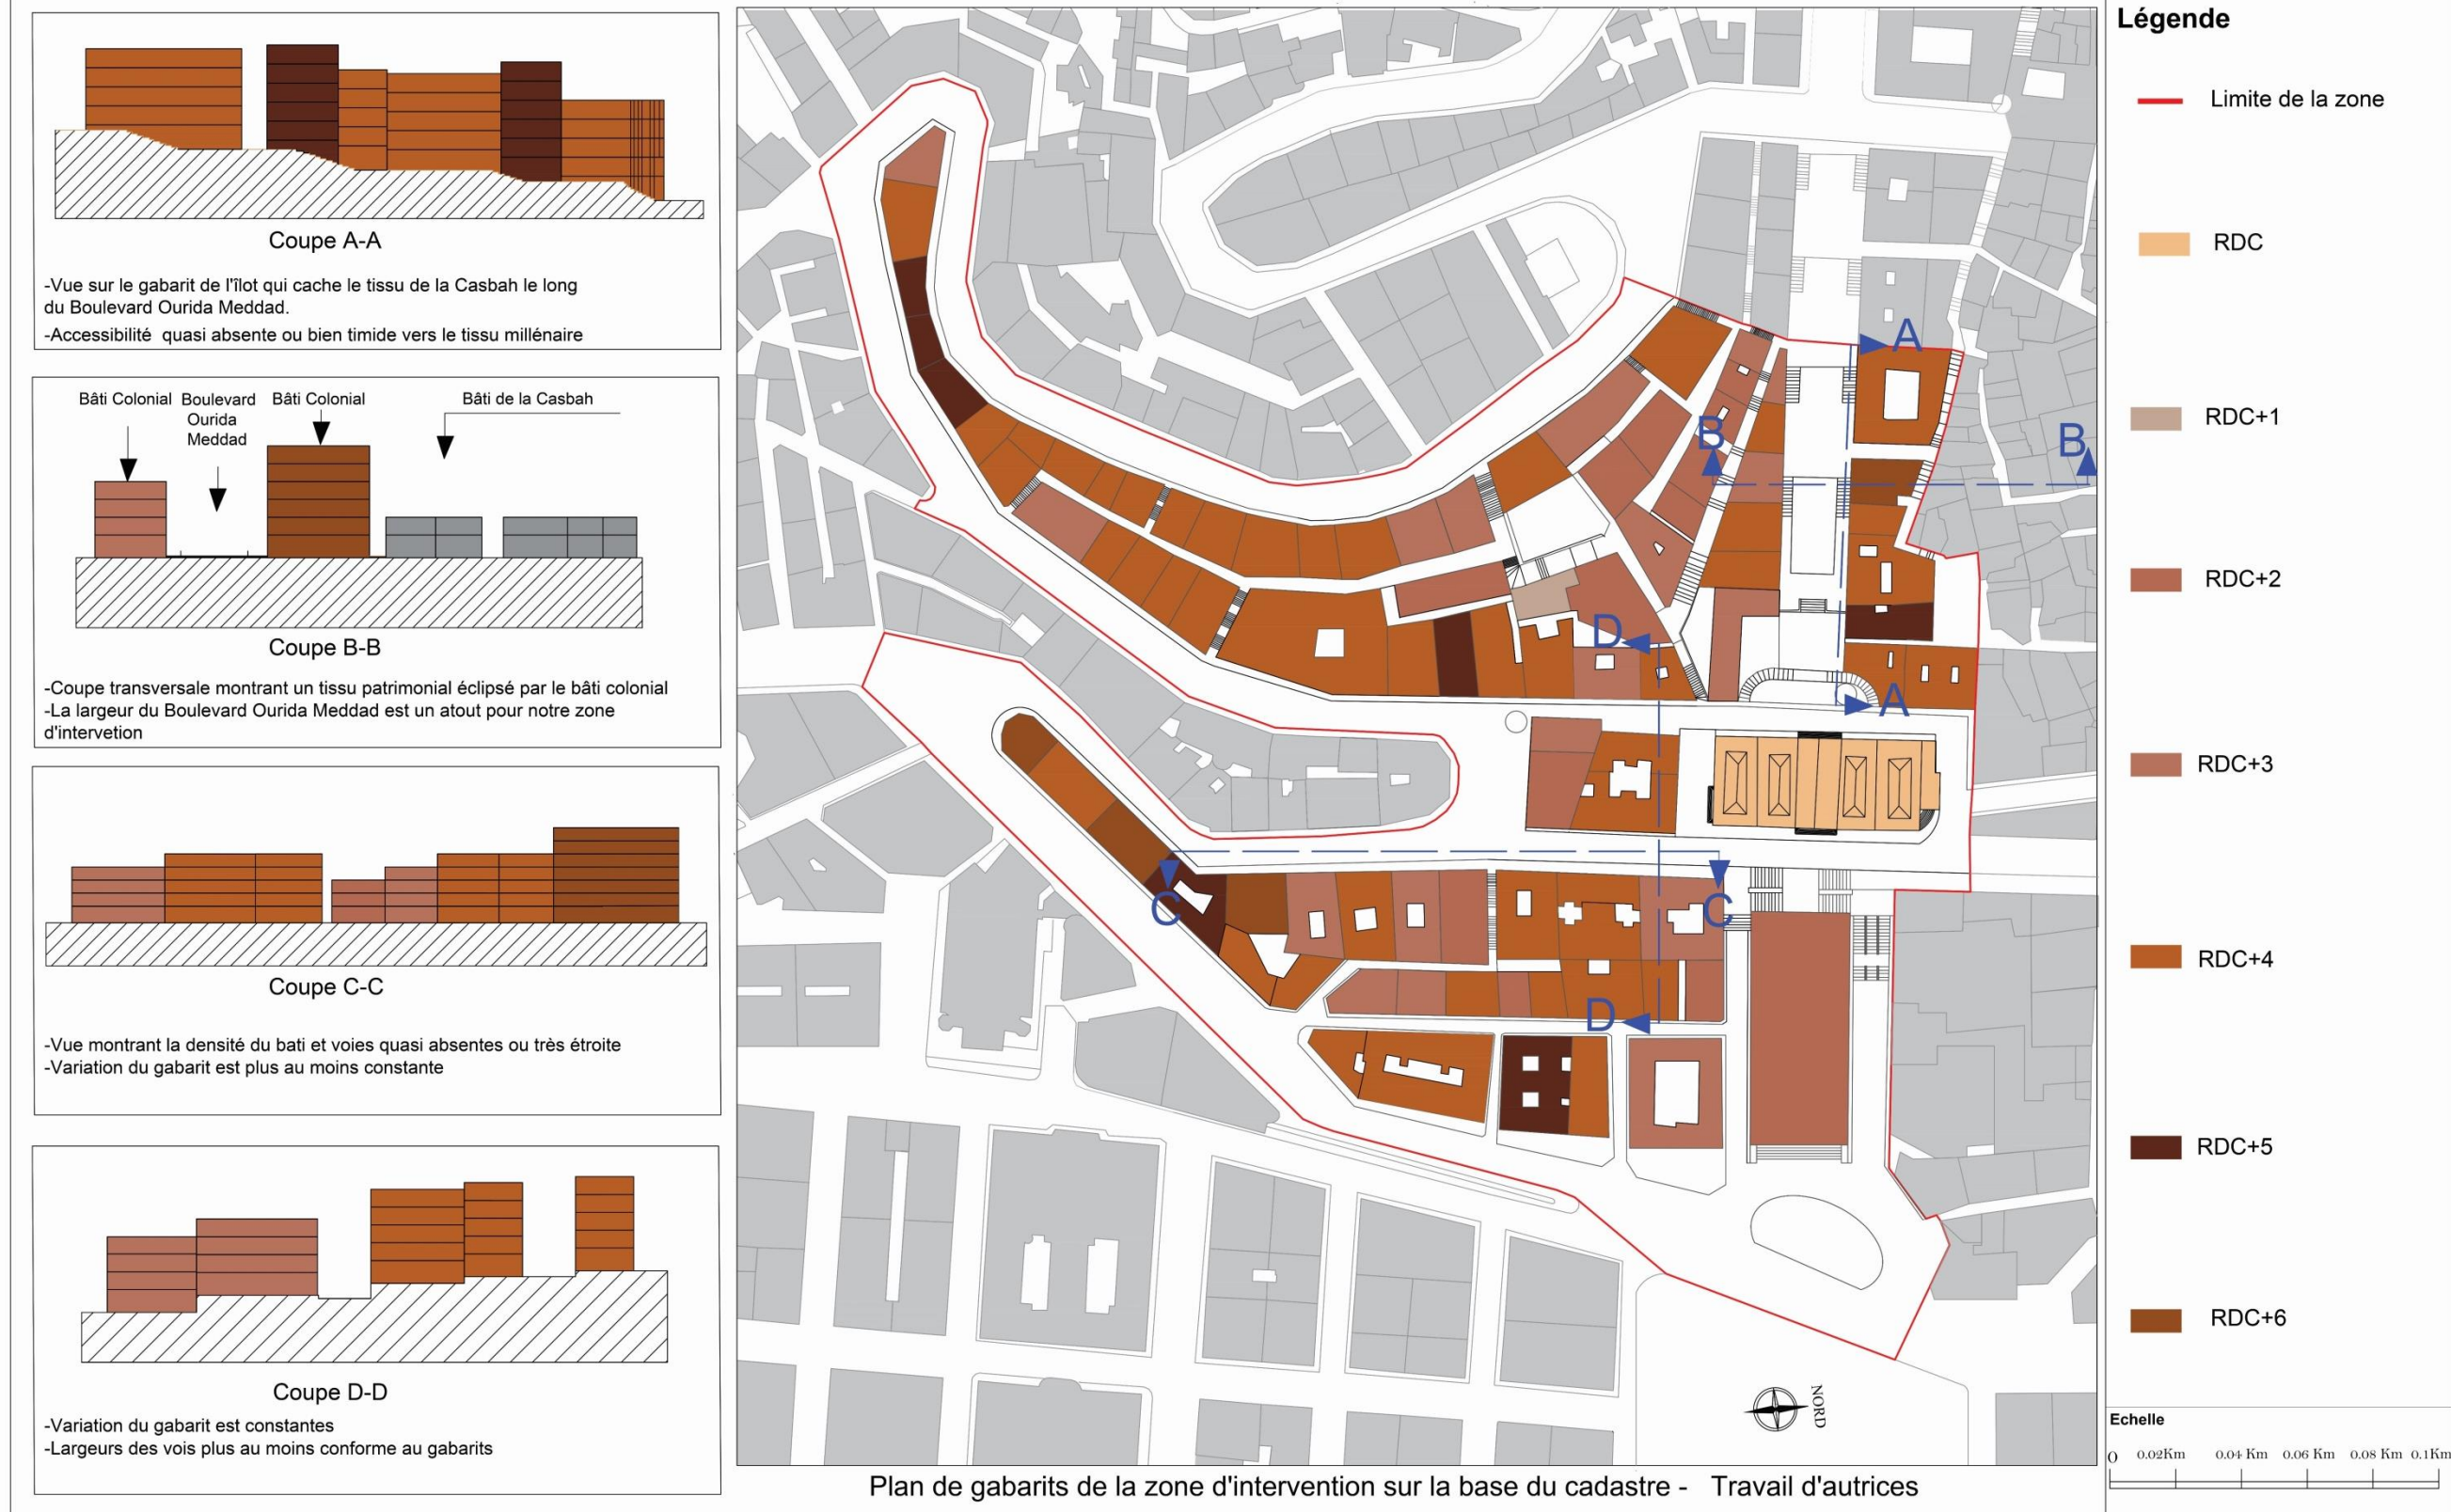 Coupe A-A
-Vue sur le gabarit de l'îlot qui cache le tissu de la Casbah le long
du Boulevard Ourida Meddad.
-Accessibilité quasi absente ou bien timide vers le tissu millénaire
Bâti Colonial
Boulevard
Ourida
Meddad
Bâti Colonial
Bâti de la Casbah
Coupe B-B
-Coupe transversale montrant un tissu patrimonial éclipsé par le bâti colonial
-La largeur du Boulevard Ourida Meddad est un atout pour notre zone
d'intervetion
Coupe C-C
-Vue montrant la densité du bati et voies quasi absentes ou très étroite
-Variation du gabarit est plus au moins constante
Coupe D-D
-Variation du gabarit est constantes
-Largeurs des vois plus au moins conforme au gabarits
A
B
B
D
A
C
C
D
NORD
Plan de gabarits de la zone d'intervention sur la base du cadastre - Travail d'autrices
Légende
Limite de la zone
RDC
RDC+1
RDC+2
RDC+3
RDC+4
RDC+5
RDC+6
Echelle
0 0.02Km 0.04 Km 0.06 Km 0.08 Km 0.1Km